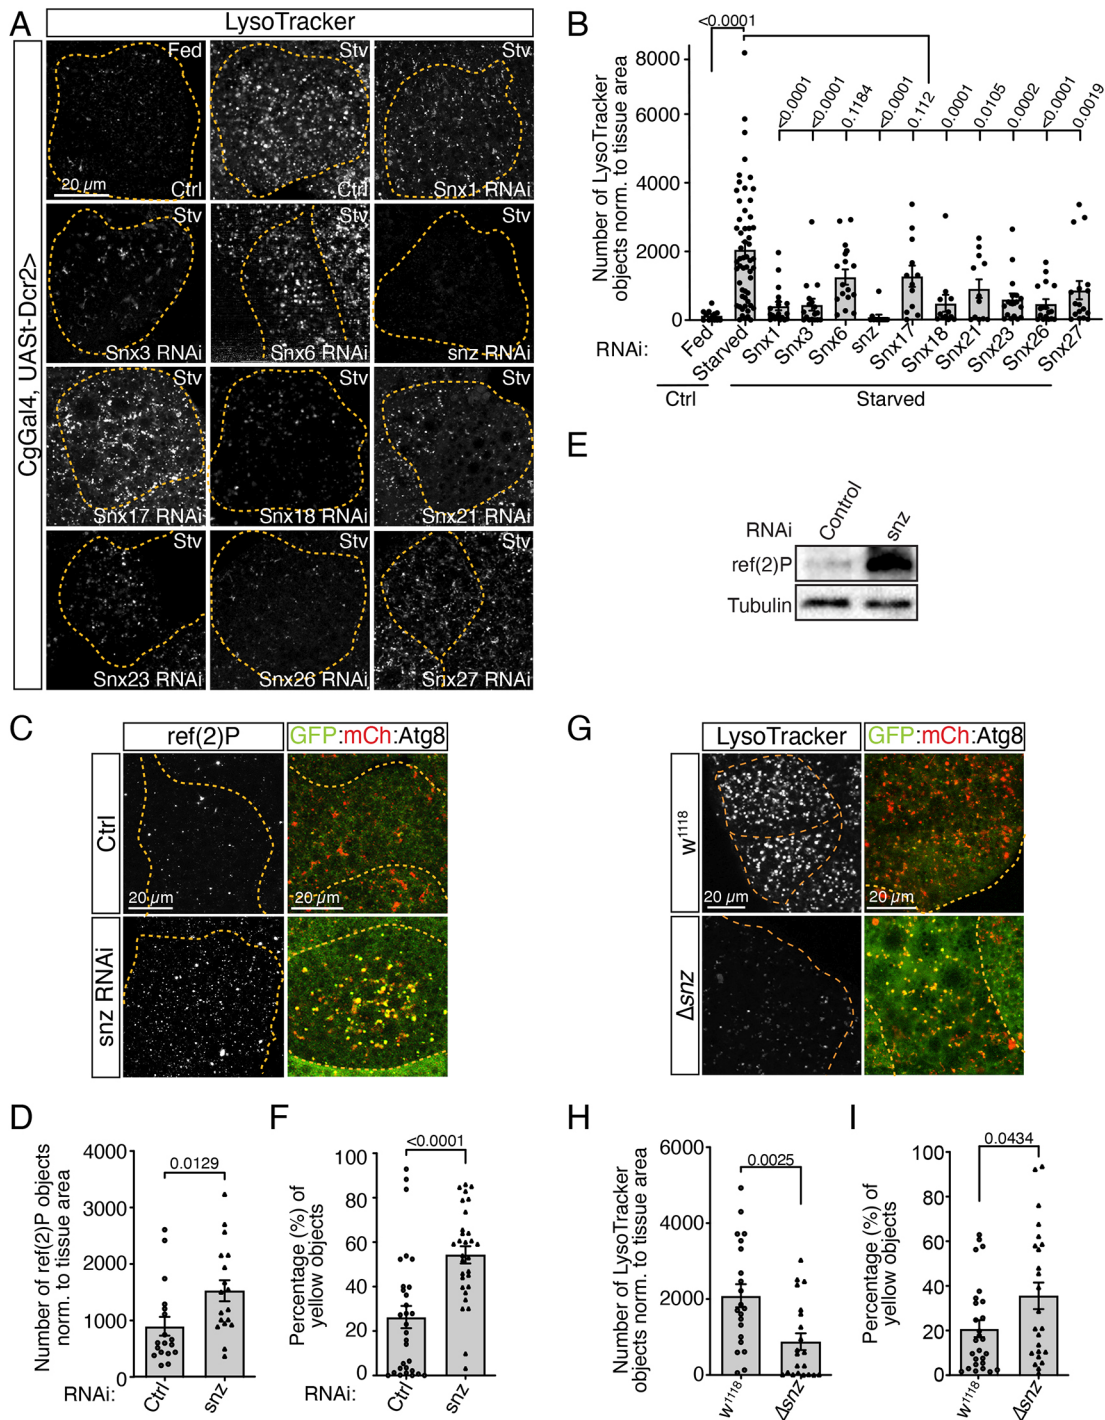 A
LysoTracker
CgGal4, UASt-Dcr2>
Fed
Ctrl
20 µm
Stv
Ctrl
Stv
Snx1 RNAi
Stv
Snx3 RNAi
Stv
Snx6 RNAi
Stv
snz RNAi
Stv
Snx17 RNAi
Stv
Snx18 RNAi
Stv
Snx21 RNAi
Stv
Snx23 RNAi
Stv
Snx26 RNAi
Stv
Snx27 RNAi
B
Number of LysoTracker
objects norm. to tissue area
8000
6000
4000
2000
0
<0.0001
<0.0001
<0.0001
0.1184
<0.0001
0.112
0.0001
0.0105
0.0002
<0.0001
0.0019
RNAi:
Fed
Starved
Snx1
Snx3
Snx6
snz
Snx17
Snx18
Snx21
Snx23
Snx26
Snx27
Ctrl
Starved
E
RNAi
Control
snz
ref(2)P
Tubulin
C
ref(2)P
GFP:mCh:Atg8
Ctrl
20 µm
20 µm
snz RNAi
G
LysoTracker
GFP:mCh:Atg8
w1118
20 µm
20 µm
Δsnz
D
Number of ref(2)P objects
norm. to tissue area
4000
3000
2000
1000
0
0.0129
RNAi:
Ctrl
snz
F
Percentage (%) of
yellow objects
100
80
60
40
20
0
<0.0001
RNAi:
Ctrl
snz
H
Number of LysoTracker
objects norm. to tissue area
6000
4000
2000
0
0.0025
w1118
Δsnz
I
Percentage (%) of
yellow objects
100
80
60
40
20
0
0.0434
w1118
Δsnz